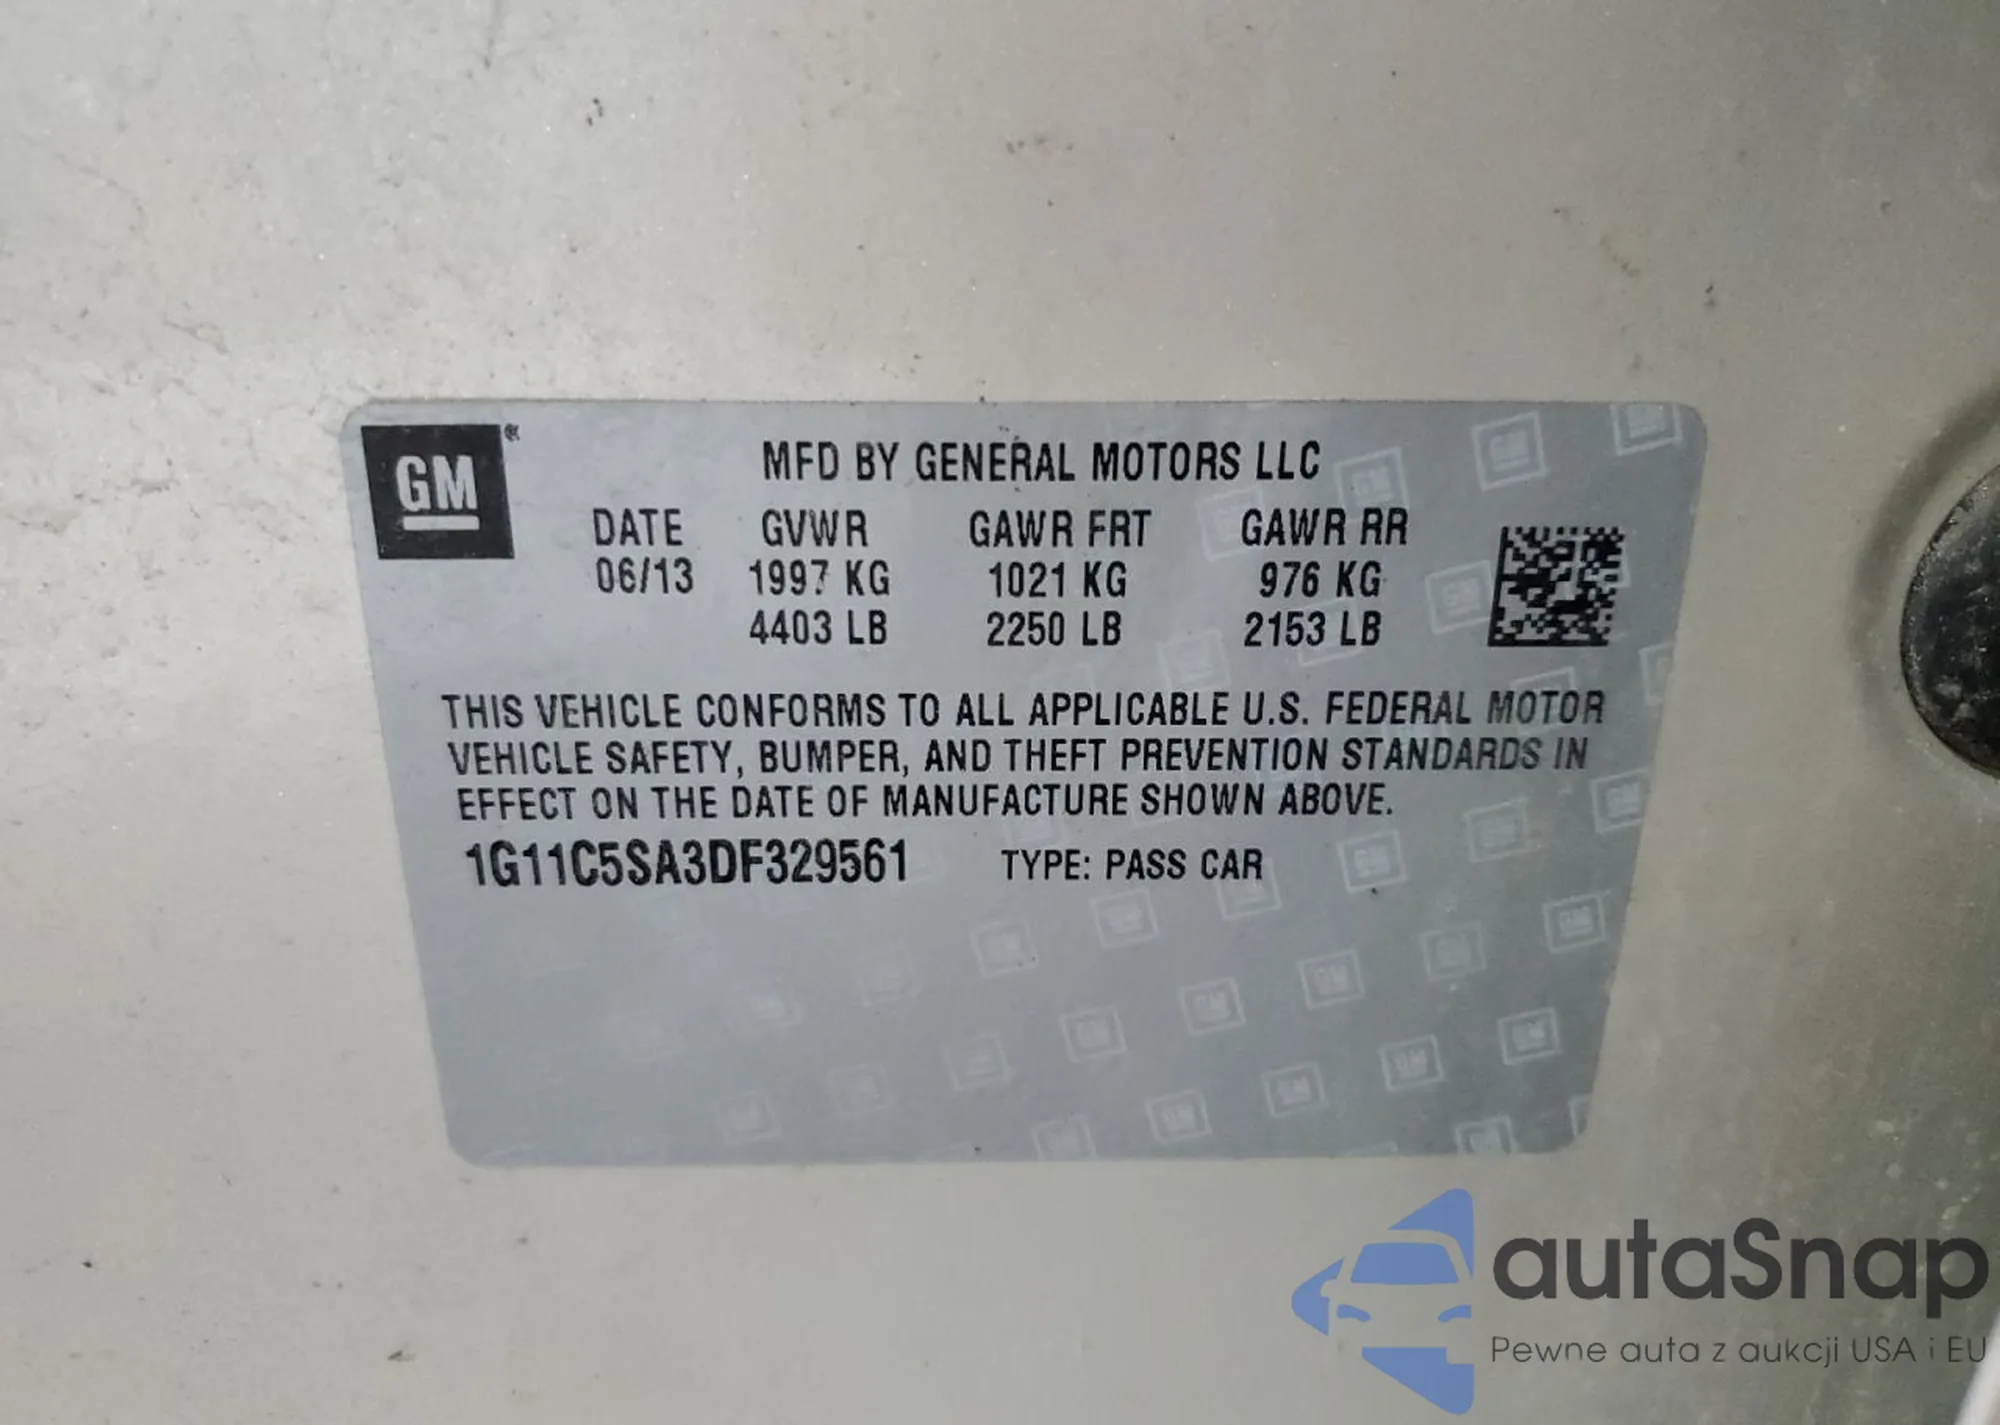 GM®
MFD BY GENERAL MOTORS LLC
DATE GVWR GAWR FRT GAWR RR
06/13 1997 KG 1021 KG 976 KG
4403 LB 2250 LB 2153 LB
THIS VEHICLE CONFORMS TO ALL APPLICABLE U.S. FEDERAL MOTOR
VEHICLE SAFETY, BUMPER, AND THEFT PREVENTION STANDARDS IN
EFFECT ON THE DATE OF MANUFACTURE SHOWN ABOVE.
1G11C5SA3DF329561 TYPE: PASS CAR
autaSnap
Pewne auta z aukcji USA i EU